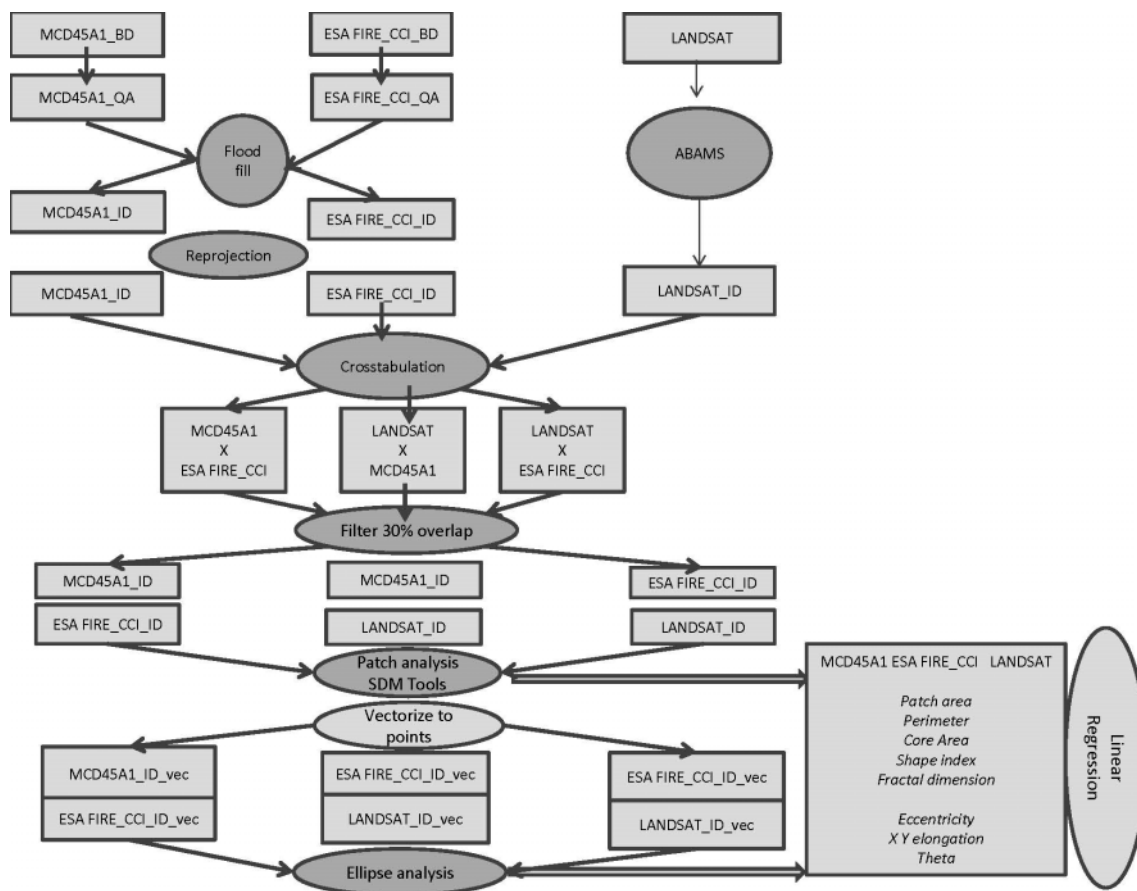 MCD45A1_BD
ESA FIRE_CCI_BD
LANDSAT
MCD45A1_QA
ESA FIRE_CCI_QA
Flood
fill
ABAMS
MCD45A1_ID
ESA FIRE_CCI_ID
Reprojection
MCD45A1_ID
ESA FIRE_CCI_ID
LANDSAT_ID
Crosstabulation
MCD45A1
X
ESA FIRE_CCI
LANDSAT
X
MCD45A1
LANDSAT
X
ESA FIRE_CCI
Filter 30% overlap
MCD45A1_ID
MCD45A1_ID
ESA FIRE_CCI_ID
ESA FIRE_CCI_ID
LANDSAT_ID
LANDSAT_ID
Patch analysis
SDM Tools
Vectorize to
points
MCD45A1_ID_vec
ESA FIRE_CCI_ID_vec
ESA FIRE_CCI_ID_vec
ESA FIRE_CCI_ID_vec
LANDSAT_ID_vec
LANDSAT_ID_vec
Ellipse analysis
MCD45A1 ESA FIRE_CCI LANDSAT
Patch area
Perimeter
Core Area
Shape index
Fractal dimension
Eccentricity
X Y elongation
Theta
Linear
Regression